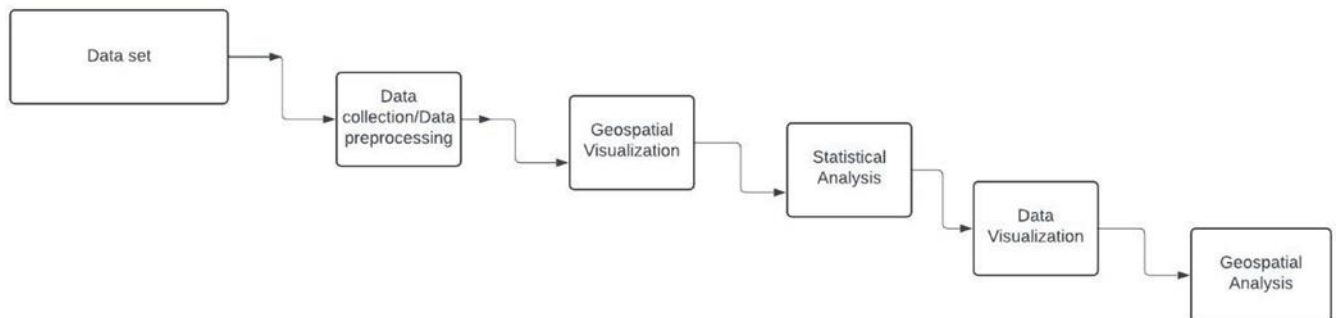 Data set
Data
collection/Data
preprocessing
Geospatial
Visualization
Statistical
Analysis
Data
Visualization
Geospatial
Analysis